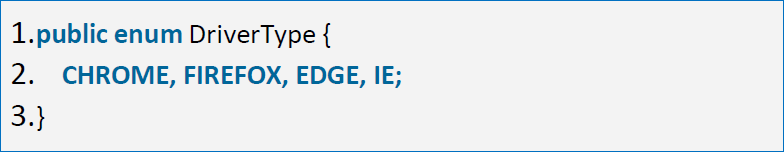 1.public enum DriverType {
2. CHROME, FIREFOX, EDGE, IE;
3.}